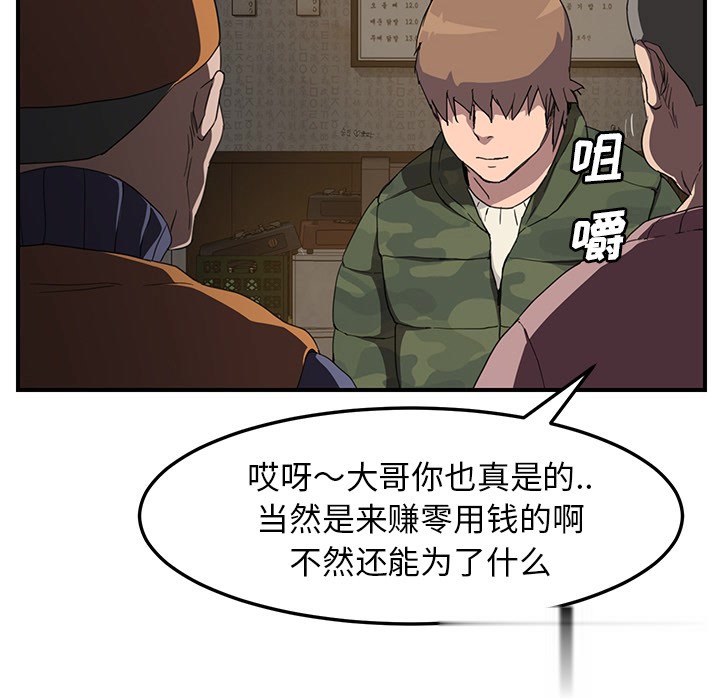 咀
嚼
哎呀～大哥你也真是的..
当然是来赚零用钱的啊
不然还能为了什么